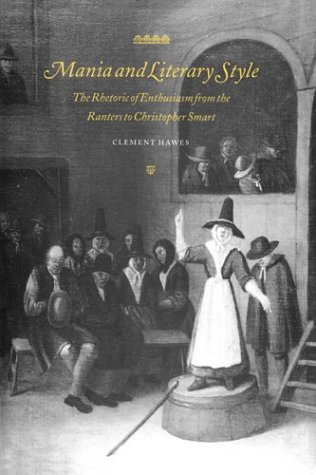 Mania and Literary Style
The Rhetoric of Enthusiasm from the
Ranters to Christopher Smart
CLEMENT HAWES